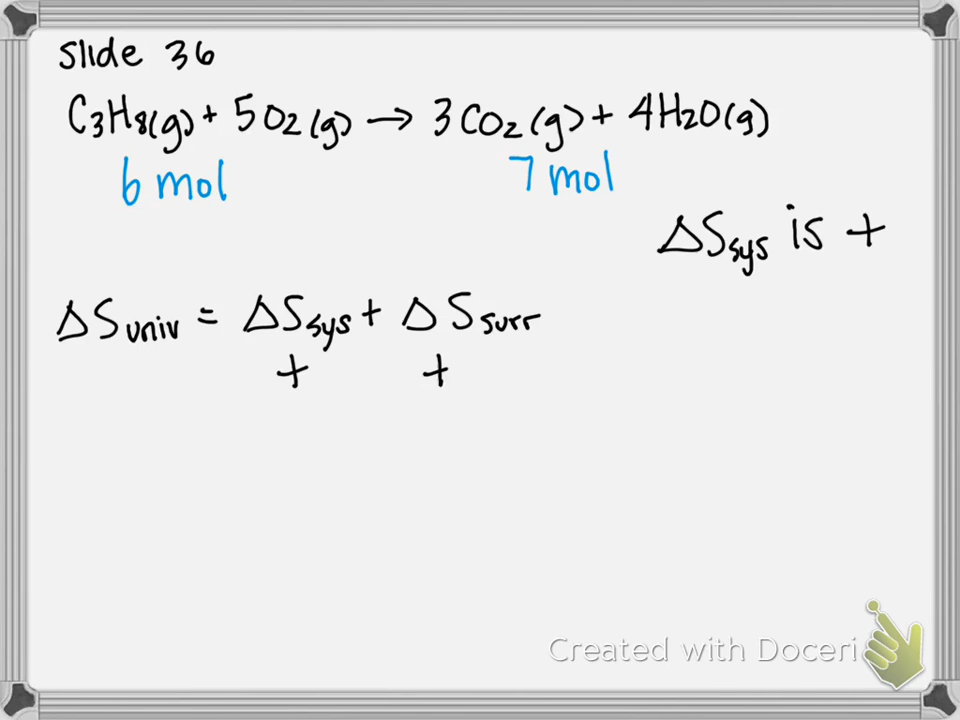 Slide 36
C₃H₈(g) + 5O₂(g) → 3CO₂(g) + 4H₂O(g)
6 mol 7 mol
ΔSsys is +
ΔSuniv = ΔSsys + ΔSsurr
+ +
Created with Doceri